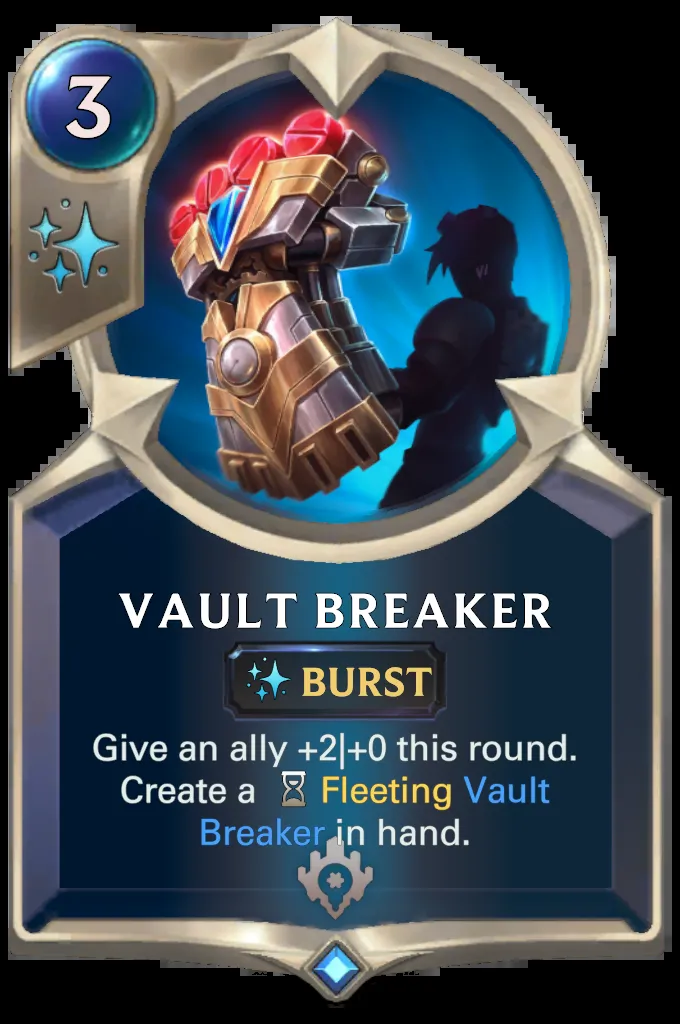 3
VAULT BREAKER
BURST
Give an ally +2|+0 this round.
Create a Fleeting Vault
Breaker in hand.